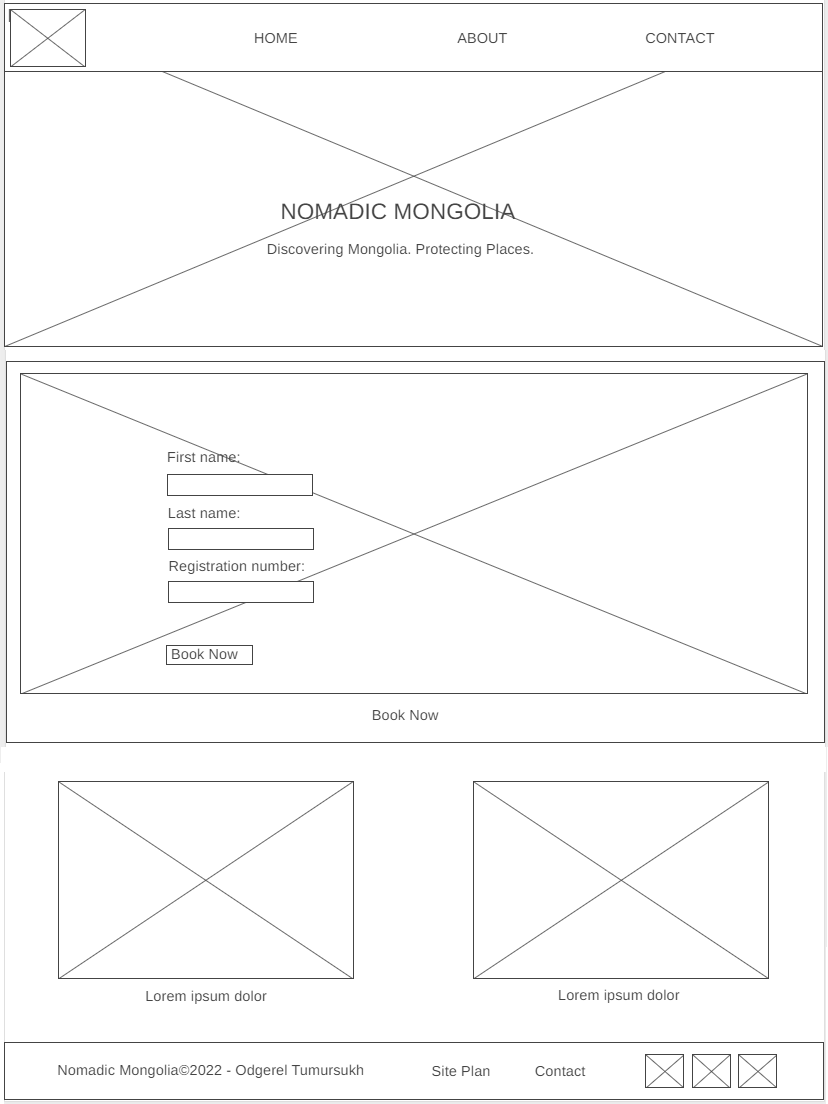 HOME ABOUT CONTACT
NOMADIC MONGOLIA
Discovering Mongolia. Protecting Places.
First name:
Last name:
Registration number:
Book Now
Book Now
Lorem ipsum dolor
Lorem ipsum dolor
Nomadic Mongolia©2022 - Odgerel Tumursukh Site Plan Contact